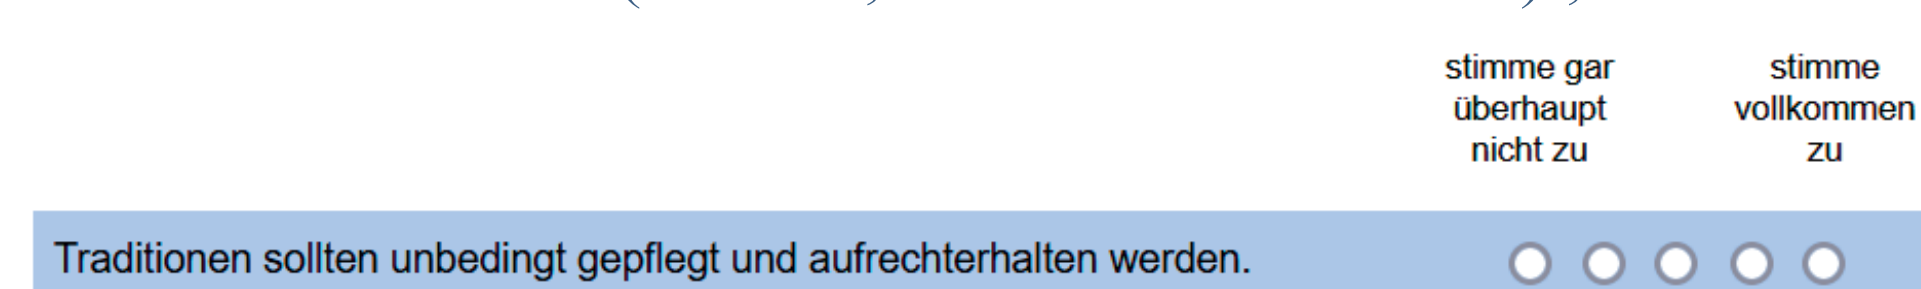 stimme gar
überhaupt
nicht zu
stimme
vollkommen
zu
Traditionen sollten unbedingt gepflegt und aufrechterhalten werden.